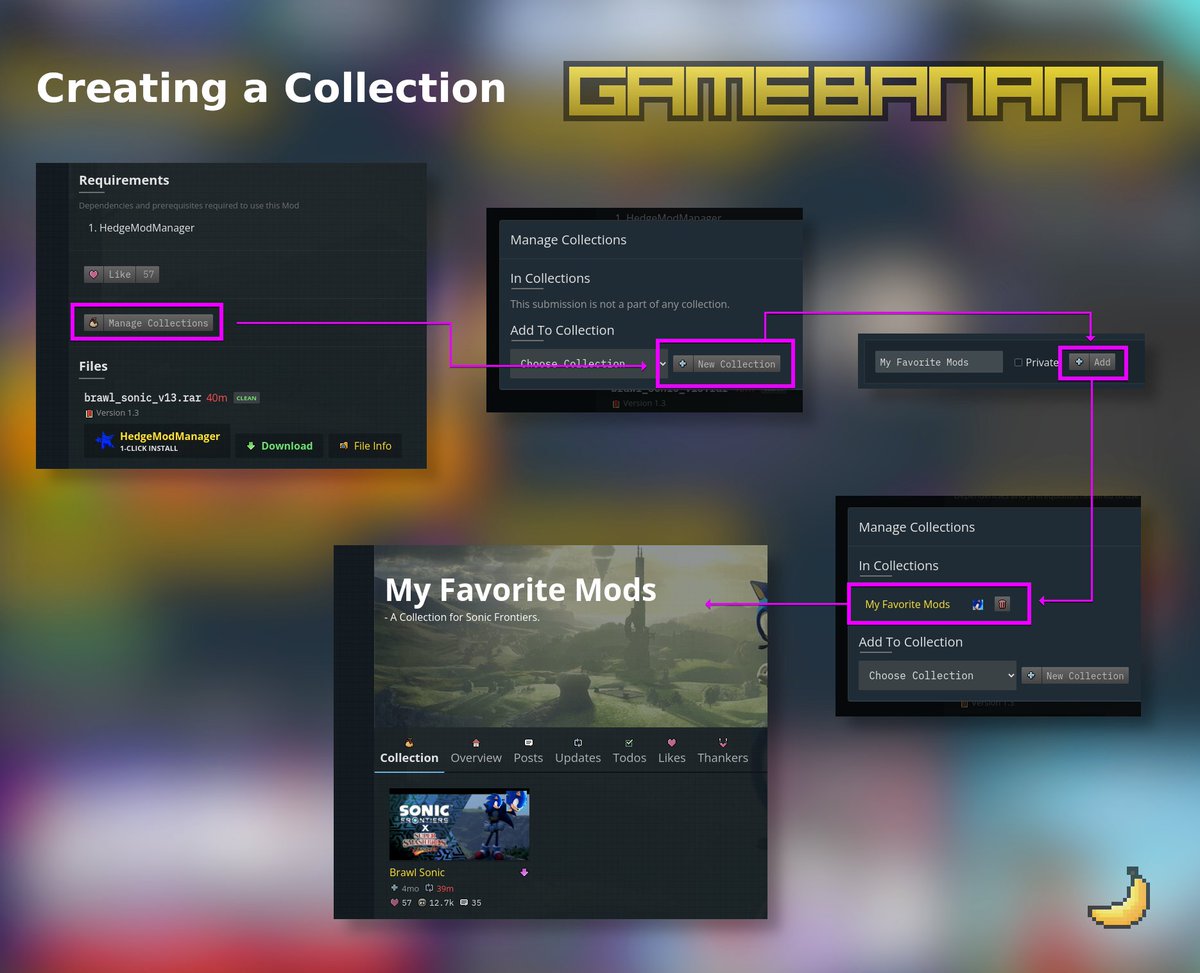 Creating a Collection
GAMEBANANA
Requirements
Dependencies and prerequisites required to use this Mod
1. HedgeModManager
Like 57
Manage Collections
Files
brawl_sonic_v13.rar 40m CLEAN
Version 1.3
HedgeModManager
1-CLICK INSTALL
Download
File Info
1. HedgeModManager
Manage Collections
In Collections
This submission is not a part of any collection.
Add To Collection
Choose Collection
New Collection
brawl_sonic_v13.rar
Version 1.3
My Favorite Mods
Private
Add
Manage Collections
In Collections
My Favorite Mods
Add To Collection
Choose Collection
New Collection
Version 1.3
My Favorite Mods
- A Collection for Sonic Frontiers.
Collection Overview Posts Updates Todos Likes Thankers
SONIC
FRONTIERS
X
SUPER
SMASH BROS
Brawl Sonic
4mo 39m
57 12.7k 35